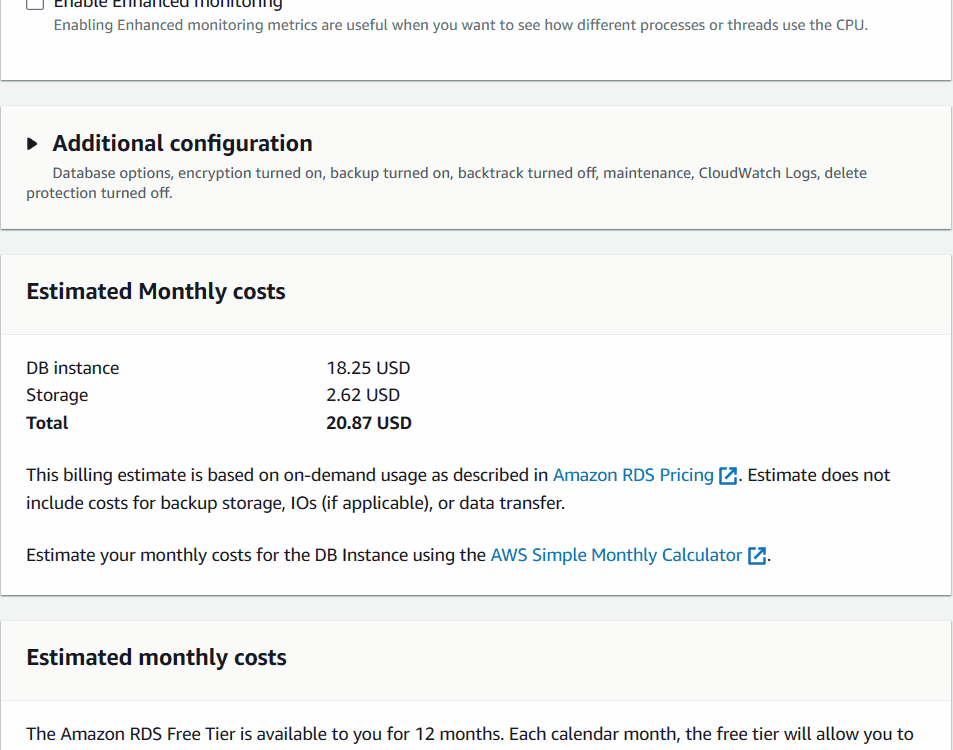 Enable Enhanced monitoring
Enabling Enhanced monitoring metrics are useful when you want to see how different processes or threads use the CPU.
Additional configuration
Database options, encryption turned on, backup turned on, backtrack turned off, maintenance, CloudWatch Logs, delete
protection turned off.
Estimated Monthly costs
DB instance 18.25 USD
Storage 2.62 USD
Total 20.87 USD
This billing estimate is based on on-demand usage as described in Amazon RDS Pricing. Estimate does not
include costs for backup storage, IOs (if applicable), or data transfer.
Estimate your monthly costs for the DB Instance using the AWS Simple Monthly Calculator.
Estimated monthly costs
The Amazon RDS Free Tier is available to you for 12 months. Each calendar month, the free tier will allow you to